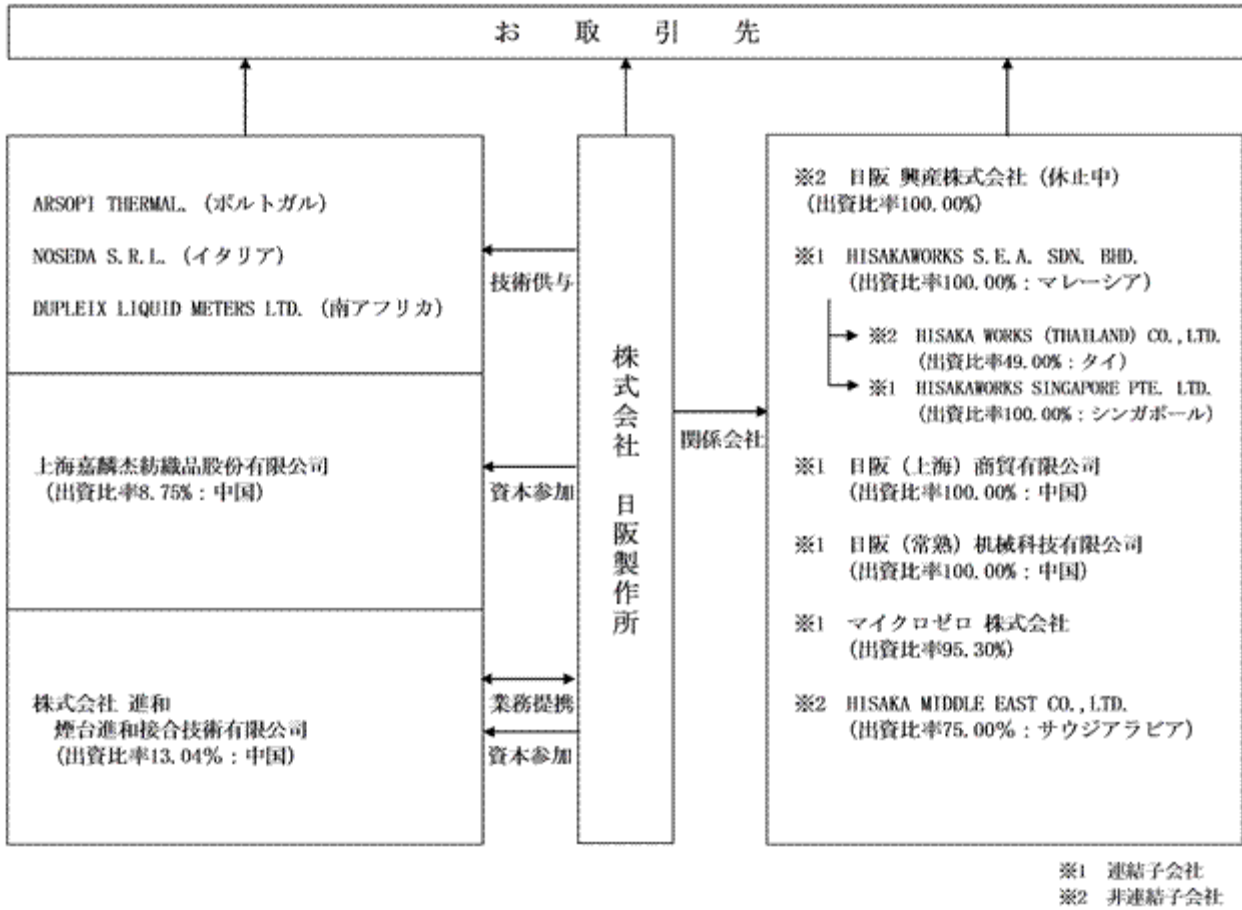 お取引先
ARSOPI THERMAL. (ポルトガル)
NOSEDA S.R.L. (イタリア)
DUPLEIX LIQUID METERS LTD. (南アフリカ)
技術供与
上海嘉麟杰紡織品股份有限公司
(出資比率8.75%：中国)
資本参加
株式会社 進和
煙台進和接合技術有限公司
(出資比率13.04%：中国)
業務提携
資本参加
株式会社 日阪製作所
関係会社
※2 日阪 興産株式会社 (休止中)
(出資比率100.00%)
※1 HISAKAWORKS S.E.A. SDN. BHD.
(出資比率100.00%：マレーシア)
※2 HISAKA WORKS (THAILAND) CO.,LTD.
(出資比率49.00%：タイ)
※1 HISAKAWORKS SINGAPORE PTE. LTD.
(出資比率100.00%：シンガポール)
※1 日阪 (上海) 商貿有限公司
(出資比率100.00%：中国)
※1 日阪 (常熟) 机械科技有限公司
(出資比率100.00%：中国)
※1 マイクロゼロ 株式会社
(出資比率95.30%)
※2 HISAKA MIDDLE EAST CO.,LTD.
(出資比率75.00%：サウジアラビア)
※1 連結子会社
※2 非連結子会社